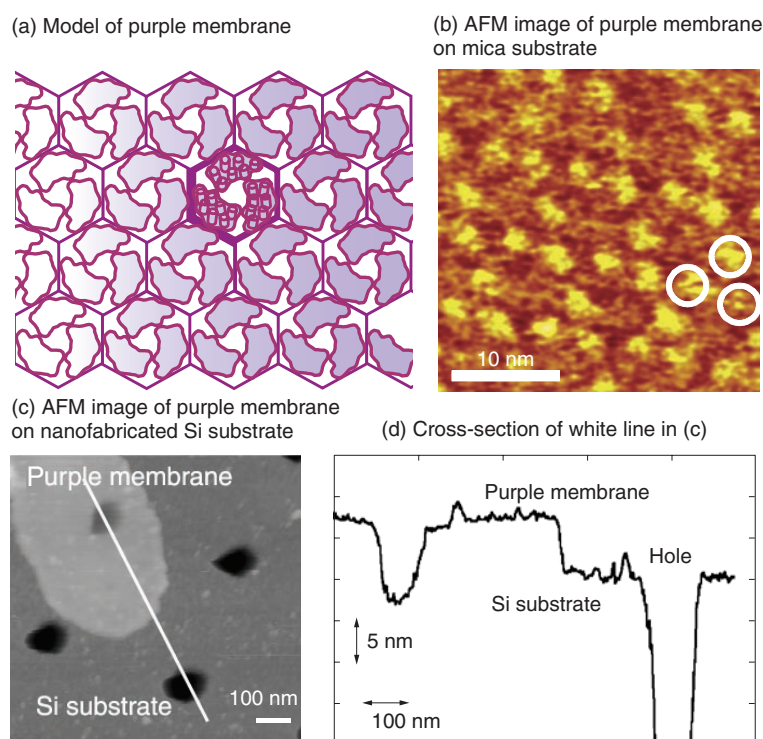 (a) Model of purple membrane
(b) AFM image of purple membrane
on mica substrate
10 nm
(c) AFM image of purple membrane
on nanofabricated Si substrate
Purple membrane
Si substrate
100 nm
(d) Cross-section of white line in (c)
Purple membrane
Hole
Si substrate
5 nm
100 nm